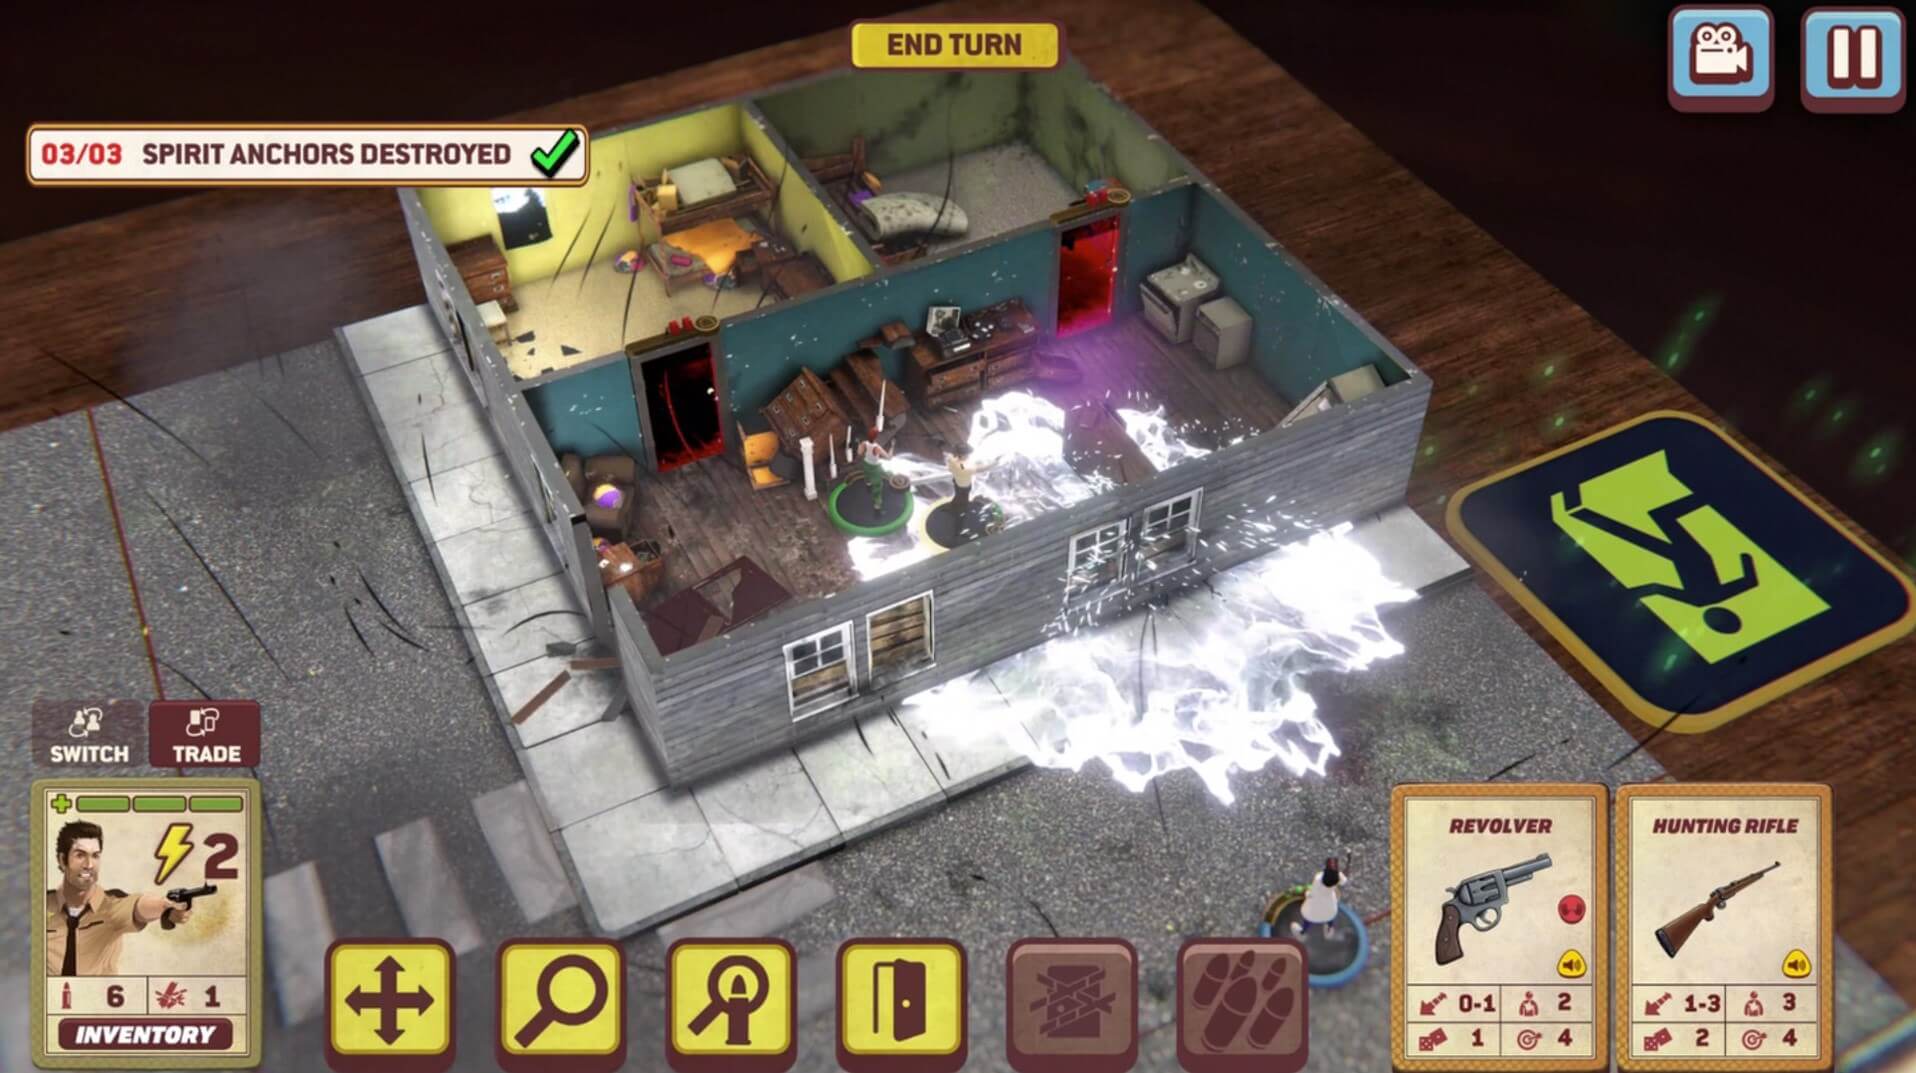 END TURN
03/03 SPIRIT ANCHORS DESTROYED
SWITCH
TRADE
2
6
1
INVENTORY
REVOLVER
0-1
2
1
4
HUNTING RIFLE
1-3
3
2
4